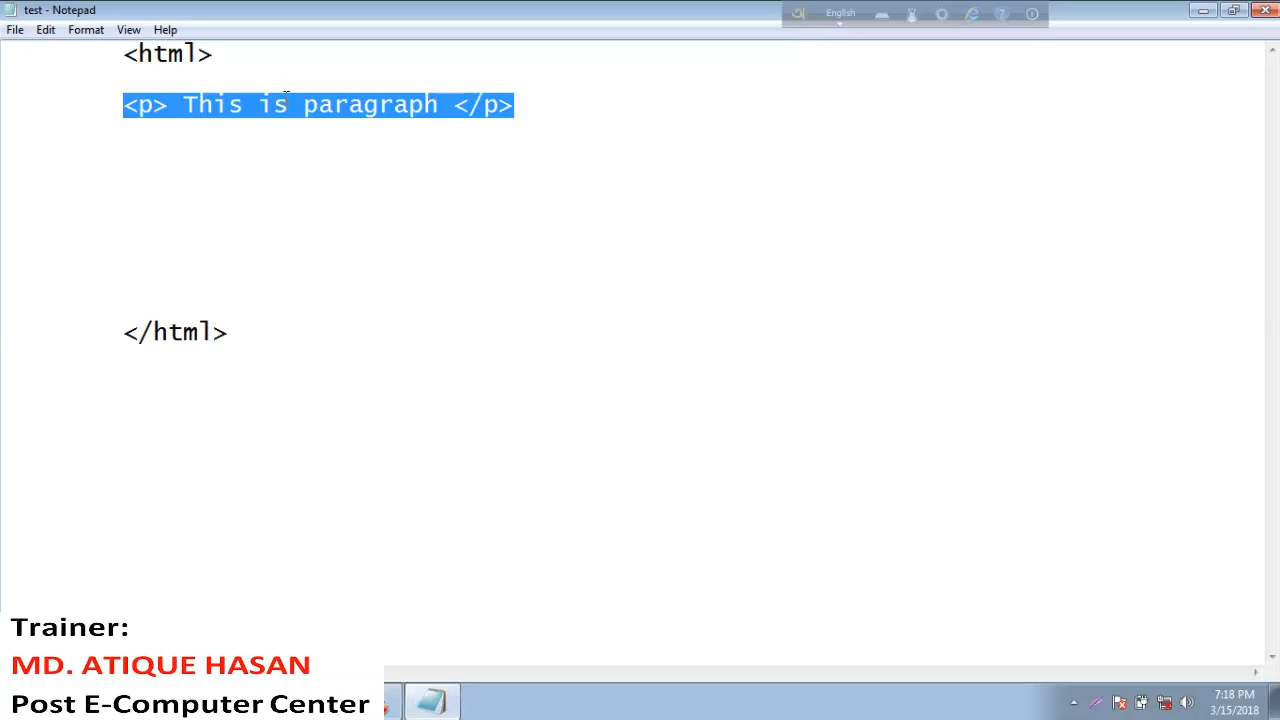 test - Notepad
English
File Edit Format View Help
<html>
<p> This is paragraph </p>
</html>
Trainer:
MD. ATIQUE HASAN
Post E-Computer Center
7:18 PM
3/15/2018